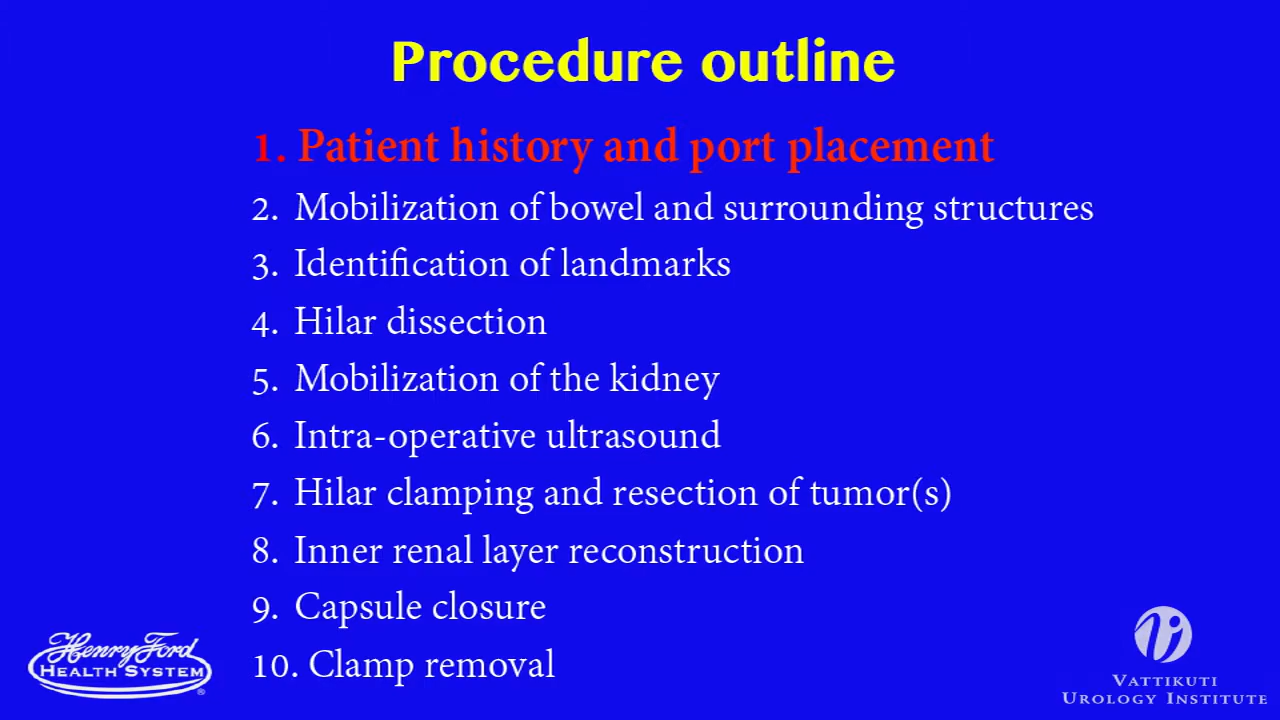 Procedure outline
1. Patient history and port placement
2. Mobilization of bowel and surrounding structures
3. Identification of landmarks
4. Hilar dissection
5. Mobilization of the kidney
6. Intra-operative ultrasound
7. Hilar clamping and resection of tumor(s)
8. Inner renal layer reconstruction
9. Capsule closure
10. Clamp removal
Henry Ford
HEALTH SYSTEM
®
VATTIKUTI
UROLOGY INSTITUTE